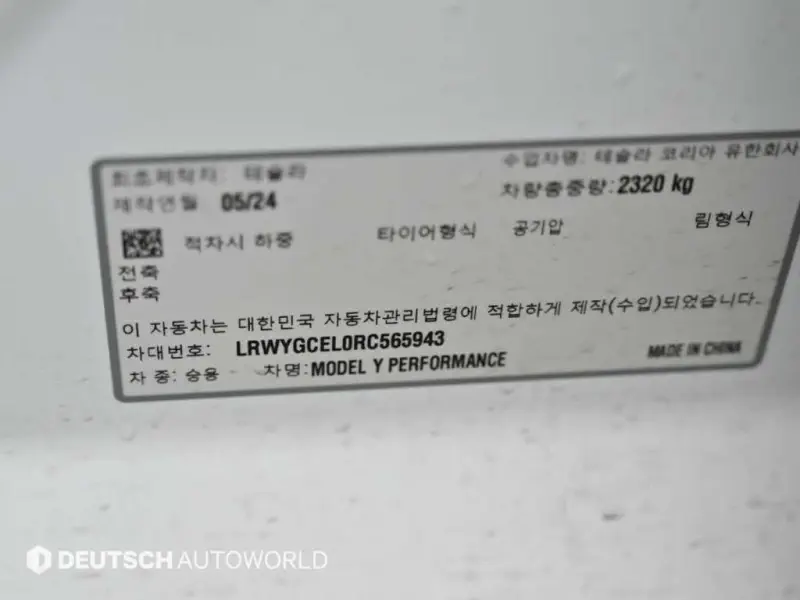 최초제작자: 테슬라
수입자명: 테슬라 코리아 유한회사
제작연월 05/24
차량총중량: 2320 kg
적차시 하중 타이어형식 공기압 림형식
전축
후축
이 자동차는 대한민국 자동차관리법령에 적합하게 제작(수입)되었습니다.
차대번호: LRWYGCEL0RC565943
차 종: 승용 차명: MODEL Y PERFORMANCE
MADE IN CHINA
DEUTSCH AUTOWORLD